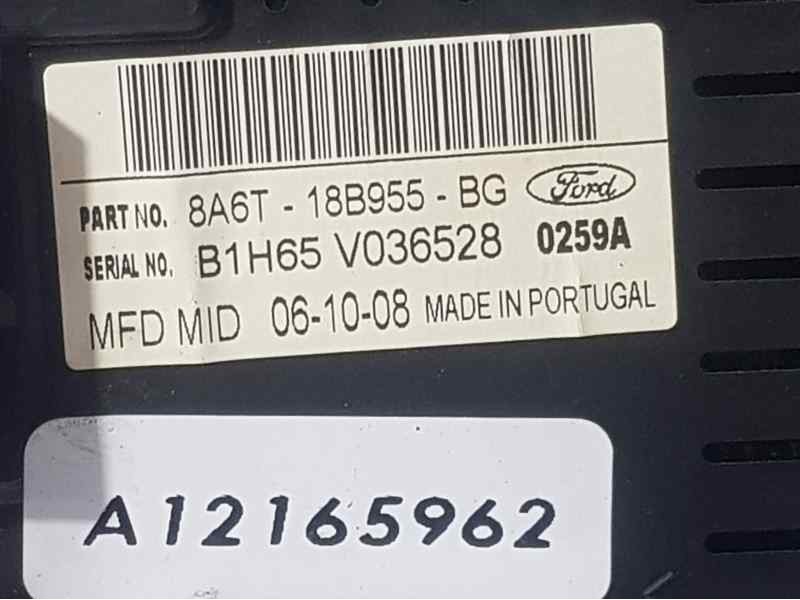 PART NO. 8A6T - 18B955 - BG Ford
SERIAL NO. B1H65 V036528 0259A
MFD MID 06-10-08 MADE IN PORTUGAL
A12165962